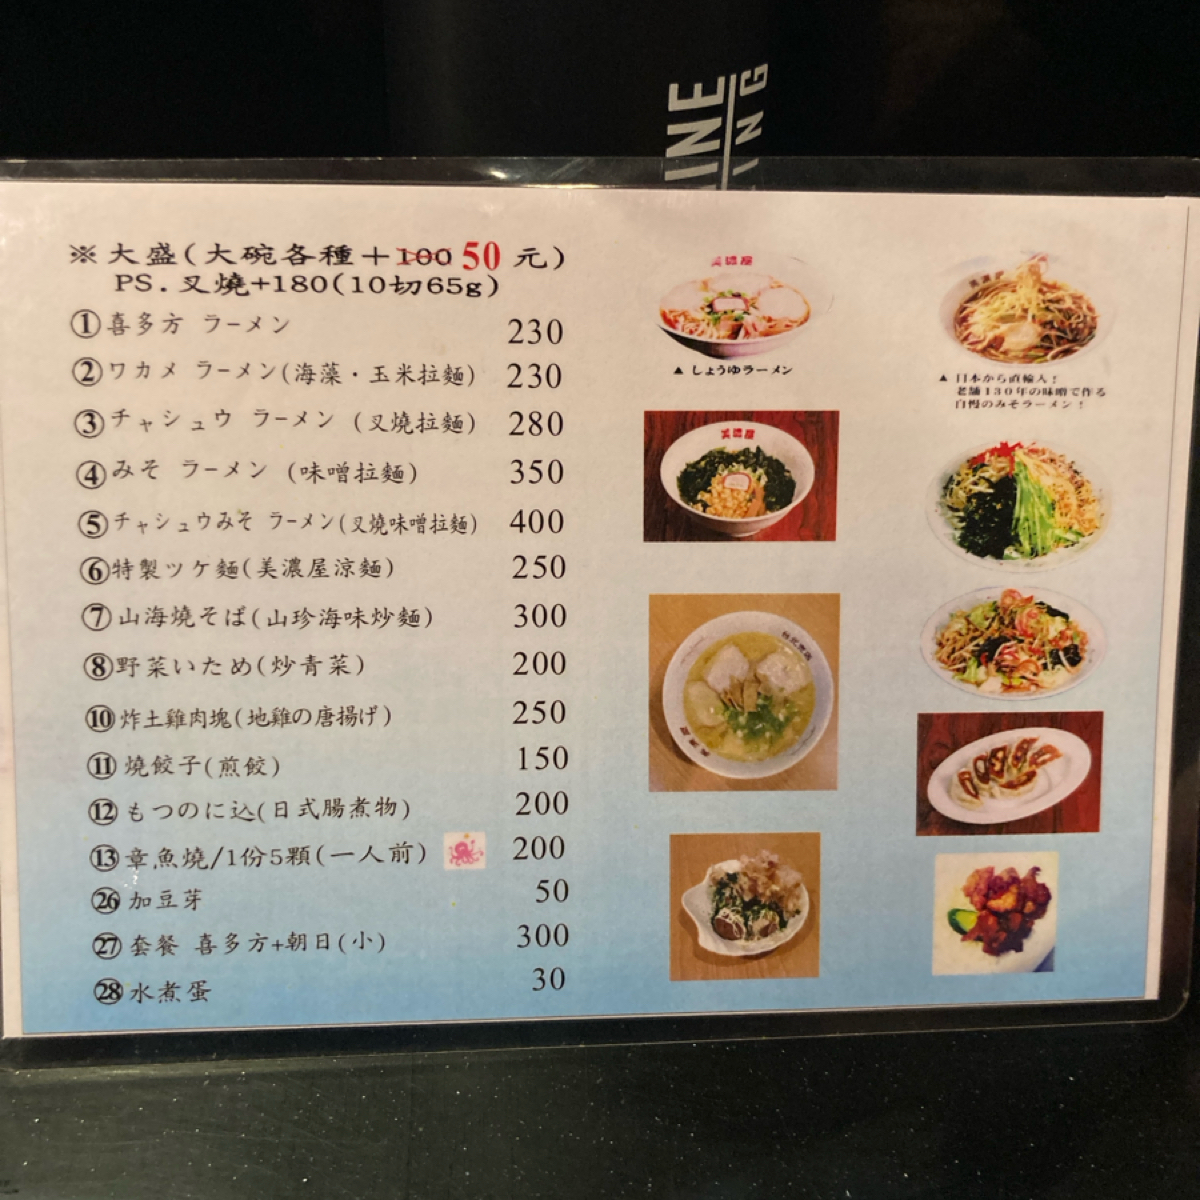 INE
ING
※大盛(大碗各種＋100 50 元)
PS.叉燒+180(10切65g)
①喜多方 ラーメン 230
②ワカメ ラーメン(海藻・玉米拉麵) 230
③チャシュウ ラーメン (叉燒拉麵) 280
④みそ ラーメン (味噌拉麵) 350
⑤チャシュウみそ ラーメン(叉燒味噌拉麵) 400
⑥特製ツケ麵(美濃屋涼麵) 250
⑦山海燒そば(山珍海味炒麵) 300
⑧野菜いため(炒青菜) 200
⑩炸土雞肉塊(地雞の唐揚げ) 250
⑪燒餃子(煎餃) 150
⑫もつのに込(日式腸煮物) 200
⑬章魚燒/1份5顆(一人前) 200
㉖加豆芽 50
㉗套餐 喜多方+朝日(小) 300
㉘水煮蛋 30
美濃屋
▲しょうゆラーメン
▲日本から直輸入！
老舗130年の味噌で作る
自慢のみそラーメン！
美濃屋